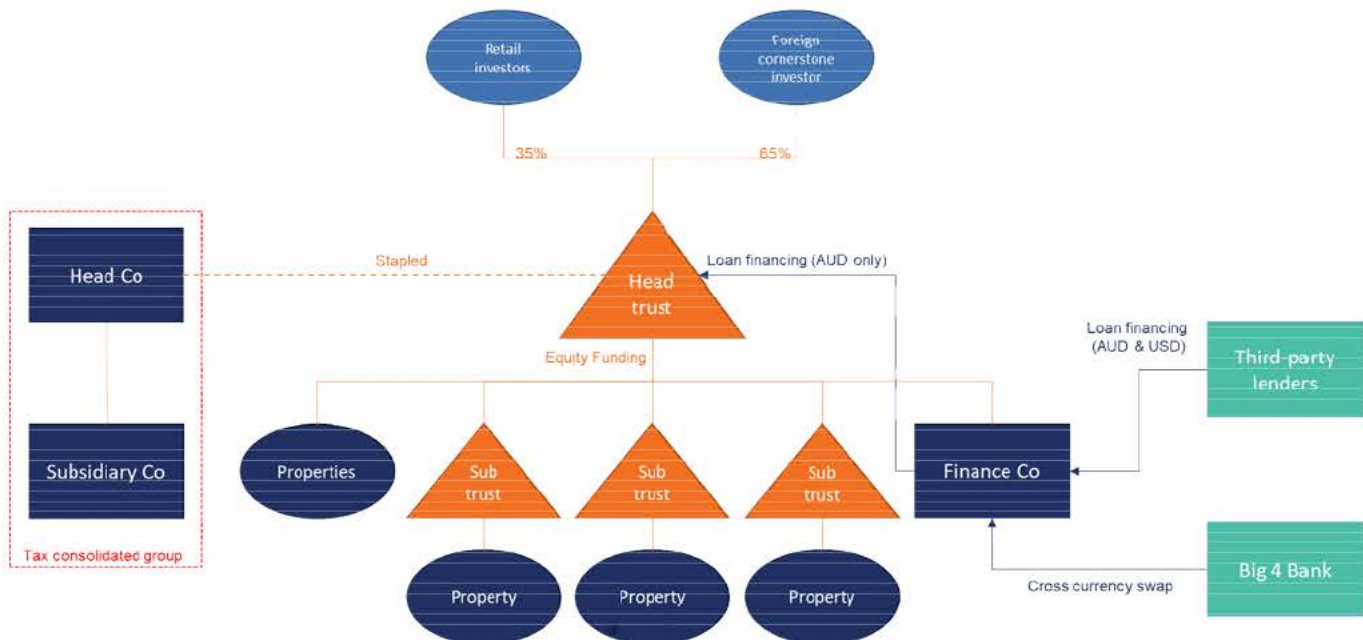 Retail
investors
Foreign
cornerstone
investor
35%
65%
Head Co
Stapled
Head
trust
Loan financing (AUD only)
Loan financing
(AUD & USD)
Third-party
lenders
Equity Funding
Subsidiary Co
Properties
Sub
trust
Sub
trust
Sub
trust
Finance Co
Tax consolidated group
Property
Property
Property
Cross currency swap
Big 4 Bank